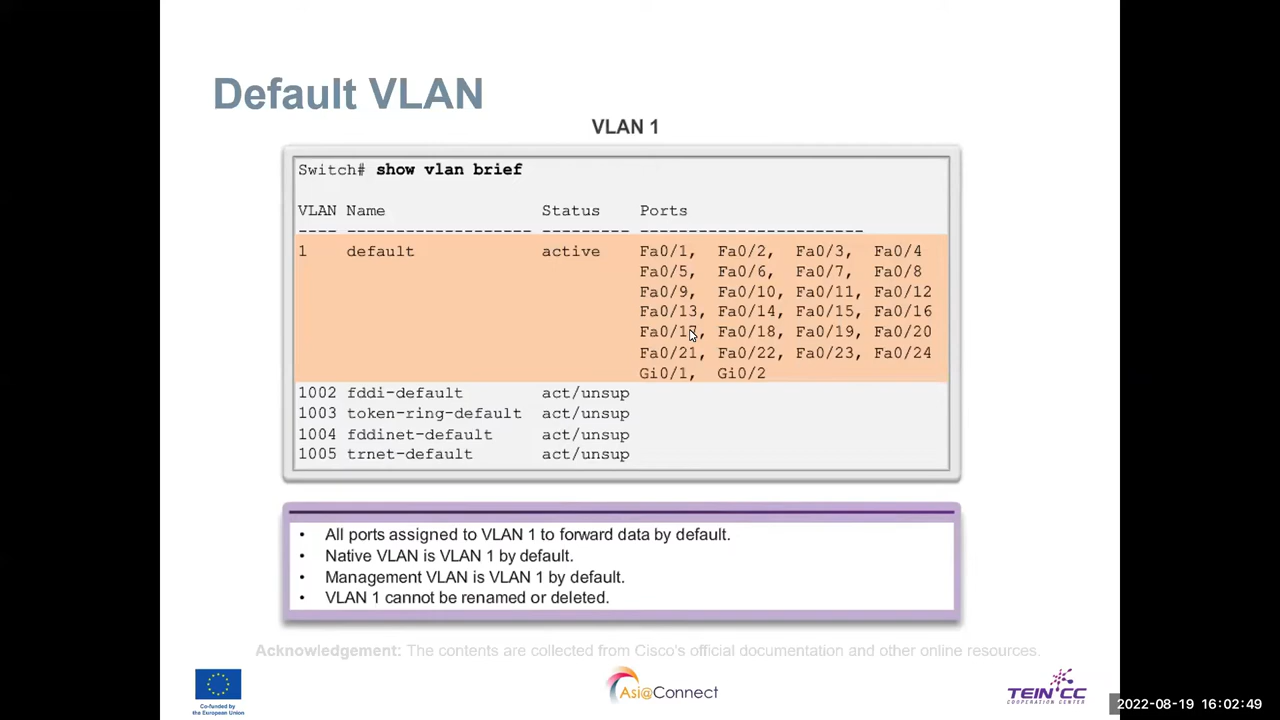 Default VLAN
VLAN 1
Switch# show vlan brief
VLAN Name Status Ports
---- ------------------- --------- -----------------------
1 default active Fa0/1, Fa0/2, Fa0/3, Fa0/4
Fa0/5, Fa0/6, Fa0/7, Fa0/8
Fa0/9, Fa0/10, Fa0/11, Fa0/12
Fa0/13, Fa0/14, Fa0/15, Fa0/16
Fa0/17, Fa0/18, Fa0/19, Fa0/20
Fa0/21, Fa0/22, Fa0/23, Fa0/24
Gi0/1, Gi0/2
1002 fddi-default act/unsup
1003 token-ring-default act/unsup
1004 fddinet-default act/unsup
1005 trnet-default act/unsup
• All ports assigned to VLAN 1 to forward data by default.
• Native VLAN is VLAN 1 by default.
• Management VLAN is VLAN 1 by default.
• VLAN 1 cannot be renamed or deleted.
Acknowledgement: The contents are collected from Cisco's official documentation and other online resources.
Co-funded by
the European Union
Asi@Connect
TEIN*CC
COOPERATION CENTER
2022-08-19 16:02:49